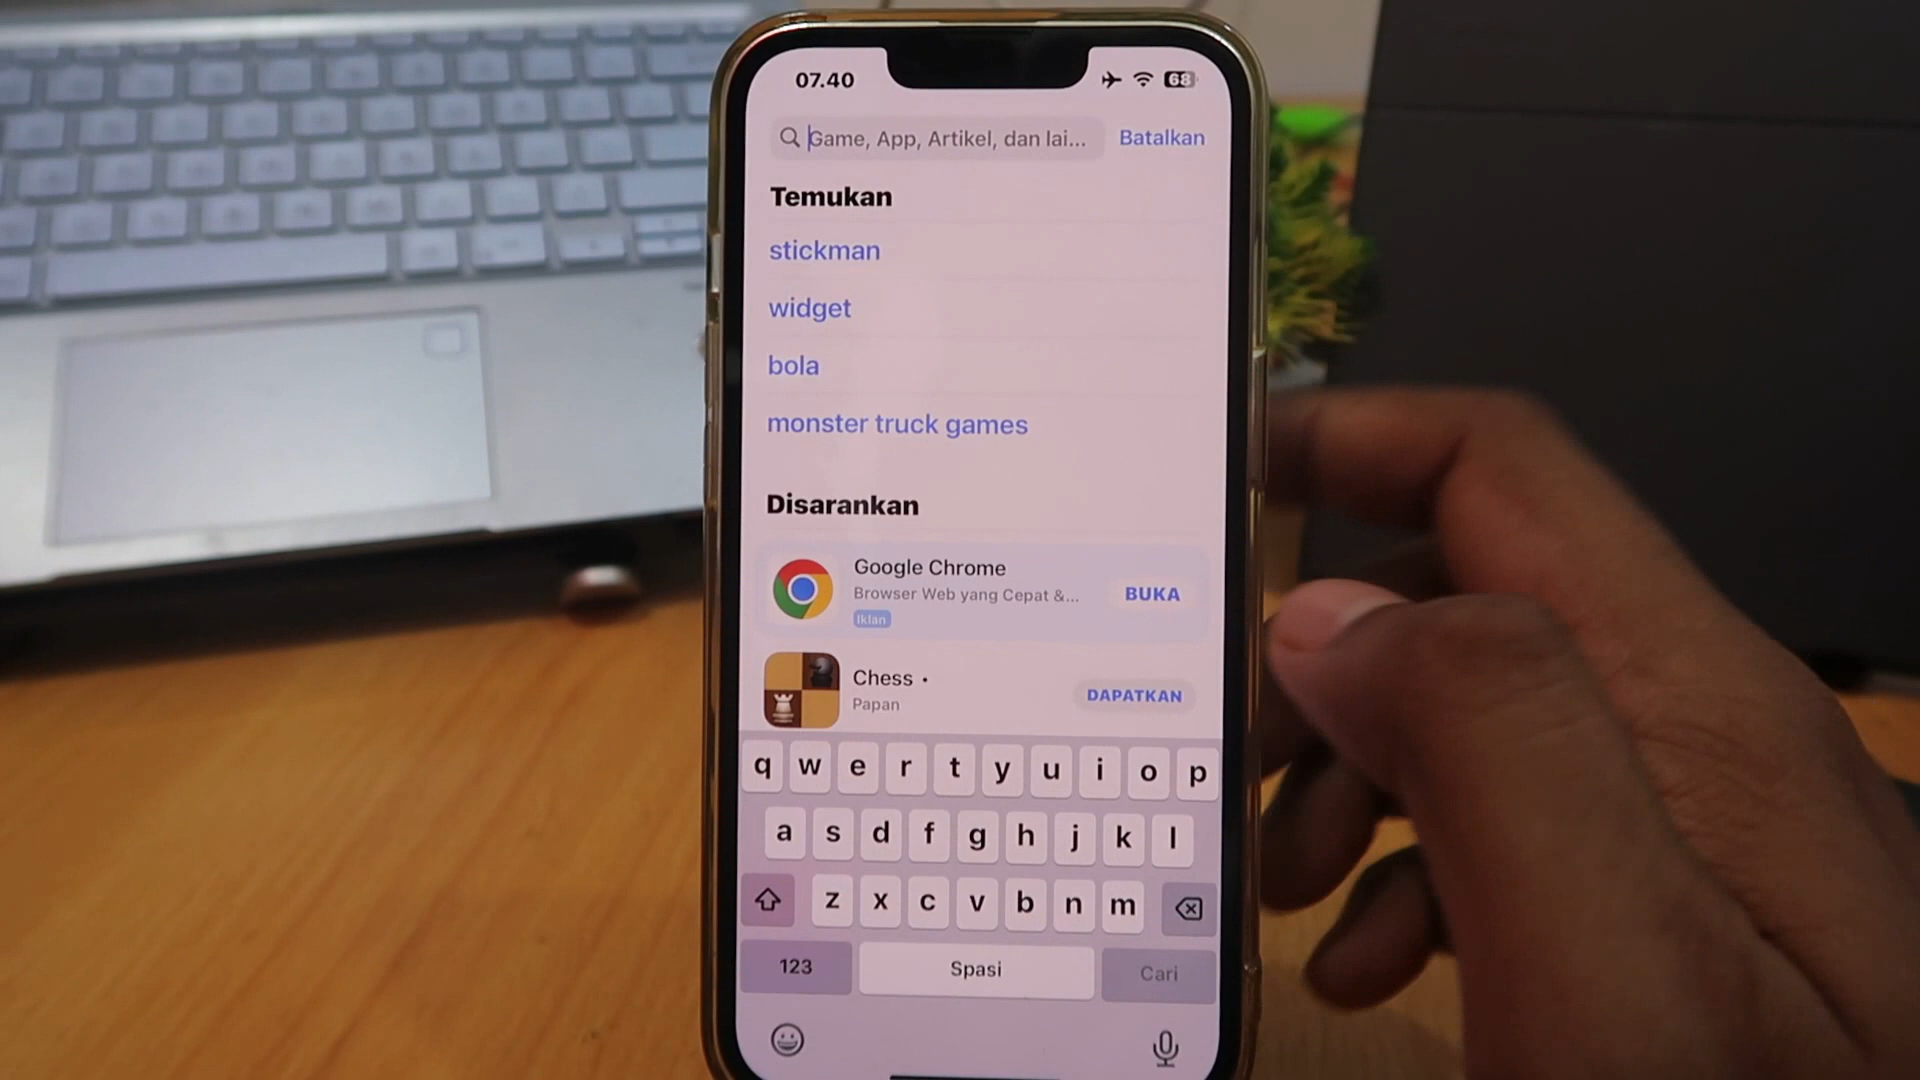 07.40
68
Game, App, Artikel, dan lai...
Batalkan
Temukan
stickman
widget
bola
monster truck games
Disarankan
Google Chrome
Browser Web yang Cepat &...
Iklan
BUKA
Chess •
Papan
DAPATKAN
q w e r t y u i o p
a s d f g h j k l
z x c v b n m
123
Spasi
Cari